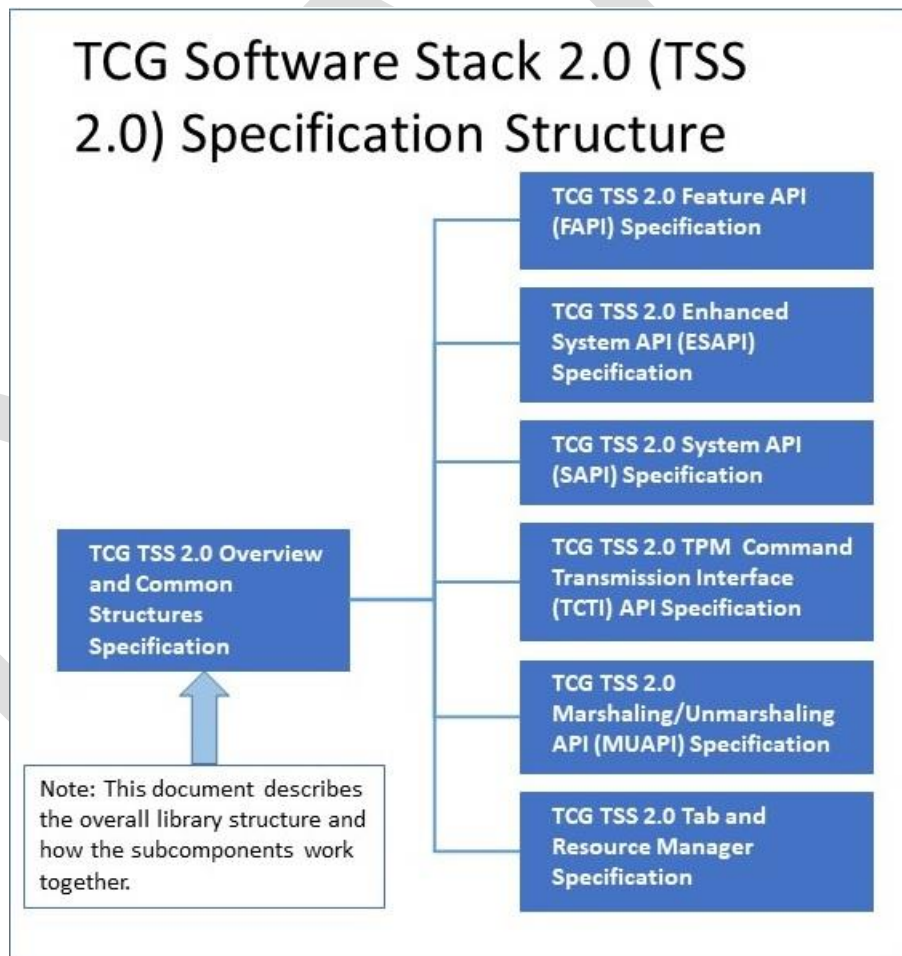 TCG Software Stack 2.0 (TSS
2.0) Specification Structure
TCG TSS 2.0 Feature API
(FAPI) Specification
TCG TSS 2.0 Enhanced
System API (ESAPI)
Specification
TCG TSS 2.0 System API
(SAPI) Specification
TCG TSS 2.0 Overview
and Common
Structures
Specification
TCG TSS 2.0 TPM Command
Transmission Interface
(TCTI) API Specification
TCG TSS 2.0
Marshaling/Unmarshaling
API (MUAPI) Specification
Note: This document describes
the overall library structure and
how the subcomponents work
together.
TCG TSS 2.0 Tab and
Resource Manager
Specification